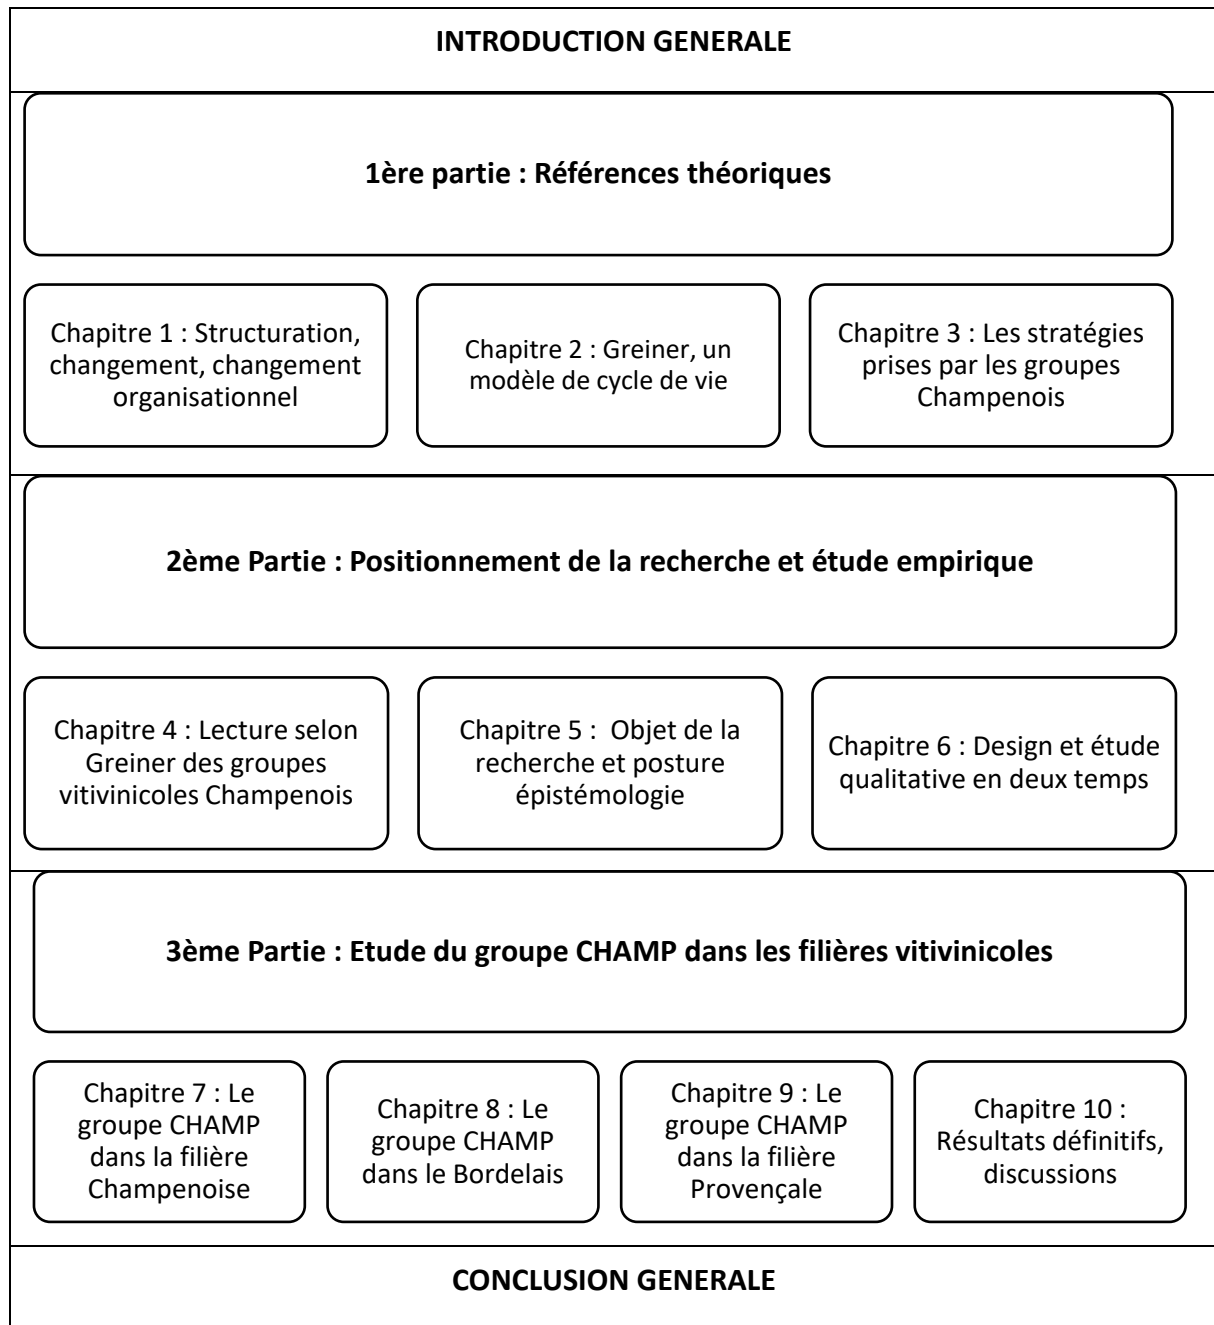 INTRODUCTION GENERALE
1ère partie : Références théoriques
Chapitre 1 : Structuration,
changement, changement
organisationnel
Chapitre 2 : Greiner, un
modèle de cycle de vie
Chapitre 3 : Les stratégies
prises par les groupes
Champenois
2ème Partie : Positionnement de la recherche et étude empirique
Chapitre 4 : Lecture selon
Greiner des groupes
vitivinicoles Champenois
Chapitre 5 :  Objet de la
recherche et posture
épistémologie
Chapitre 6 : Design et étude
qualitative en deux temps
3ème Partie : Etude du groupe CHAMP dans les filières vitivinicoles
Chapitre 7 : Le
groupe CHAMP
dans la filière
Champenoise
Chapitre 8 : Le
groupe CHAMP
dans le Bordelais
Chapitre 9 : Le
groupe CHAMP
dans la filière
Provençale
Chapitre 10 :
Résultats définitifs,
discussions
CONCLUSION GENERALE